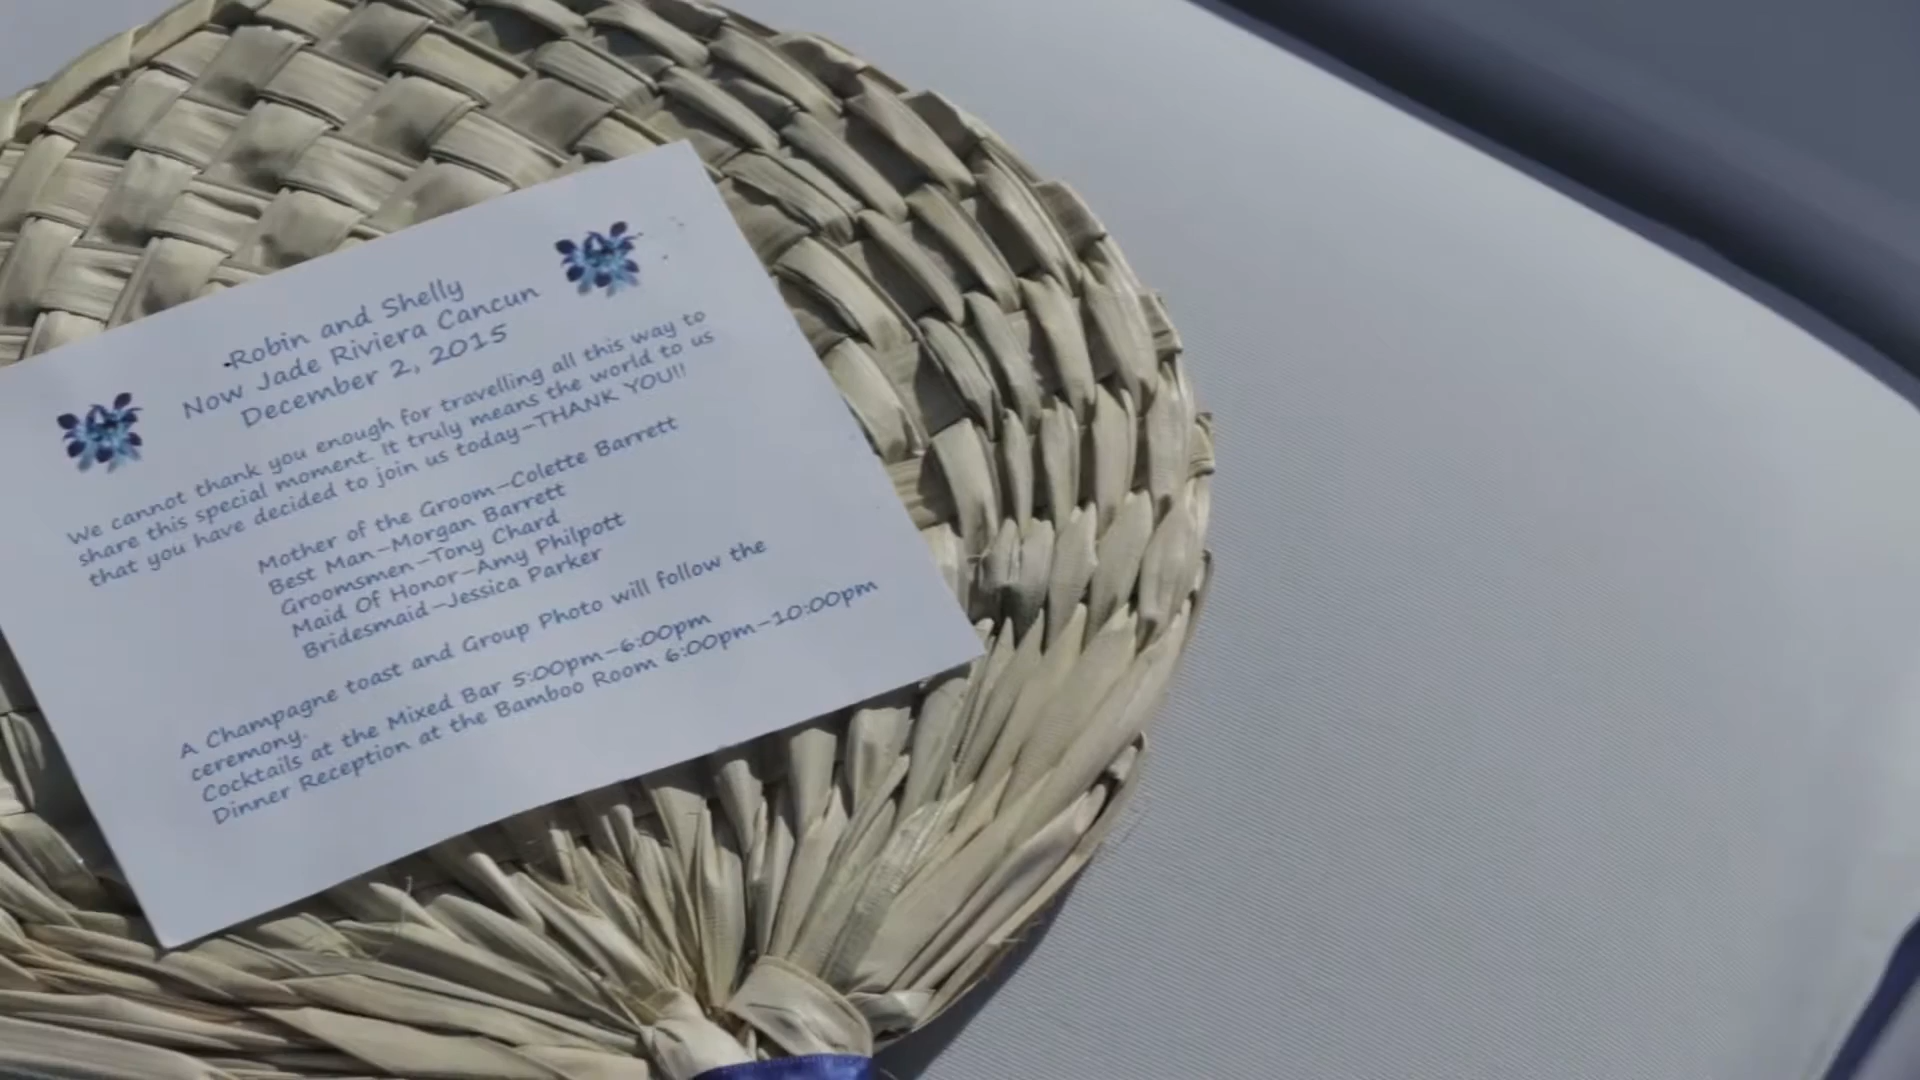 Robin and Shelly
Now Jade Riviera Cancun
December 2, 2015
We cannot thank you enough for travelling all this way to
share this special moment. It truly means the world to us
that you have decided to join us today-THANK YOU!!
Mother of the Groom-Colette Barrett
Best Man-Morgan Barrett
Groomsmen-Tony Chard
Maid Of Honor-Amy Philpott
Bridesmaid-Jessica Parker
A Champagne toast and Group Photo will follow the
ceremony.
Cocktails at the Mixed Bar 5:00pm-6:00pm
Dinner Reception at the Bamboo Room 6:00pm-10:00pm